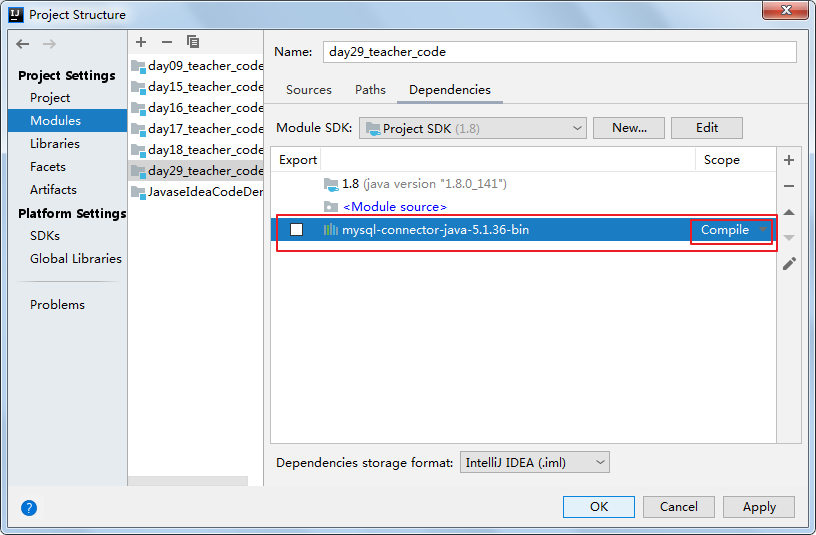 Project Structure
Project Settings
Project
Modules
Libraries
Facets
Artifacts
Platform Settings
SDKs
Global Libraries
Problems
day09_teacher_code
day15_teacher_code
day16_teacher_code
day17_teacher_code
day18_teacher_code
day29_teacher_code
JavaseIdeaCodeDer
Name: day29_teacher_code
Sources Paths Dependencies
Module SDK: Project SDK (1.8) New... Edit
Export Scope
1.8 (java version "1.8.0_141")
<Module source>
mysql-connector-java-5.1.36-bin Compile
Dependencies storage format: IntelliJ IDEA (.iml)
? OK Cancel Apply